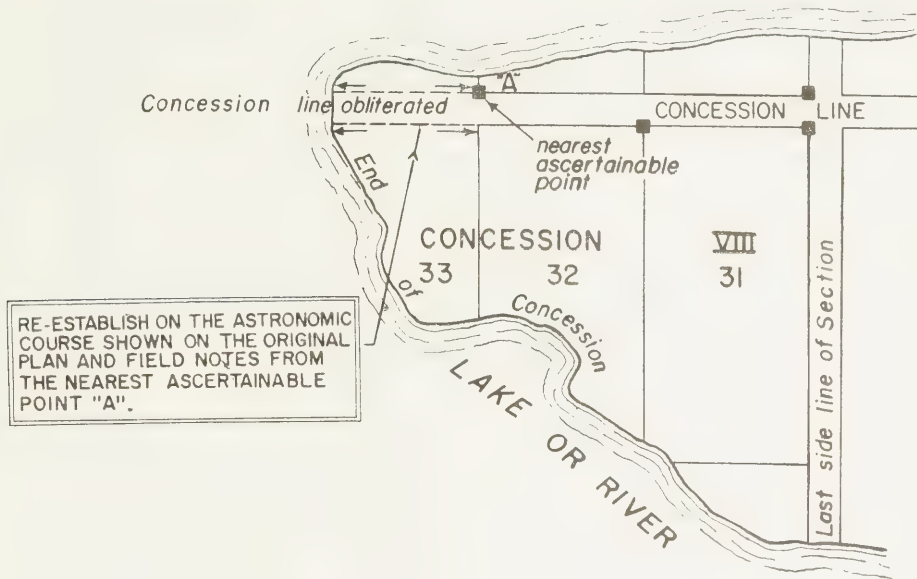 "A"
Concession line obliterated
CONCESSION LINE
nearest
ascertainable
point
End of Concession
CONCESSION VIII
33 32 31
RE-ESTABLISH ON THE ASTRONOMIC
COURSE SHOWN ON THE ORIGINAL
PLAN AND FIELD NOTES FROM
THE NEAREST ASCERTAINABLE
POINT "A".
LAKE OR RIVER
Last side line of Section